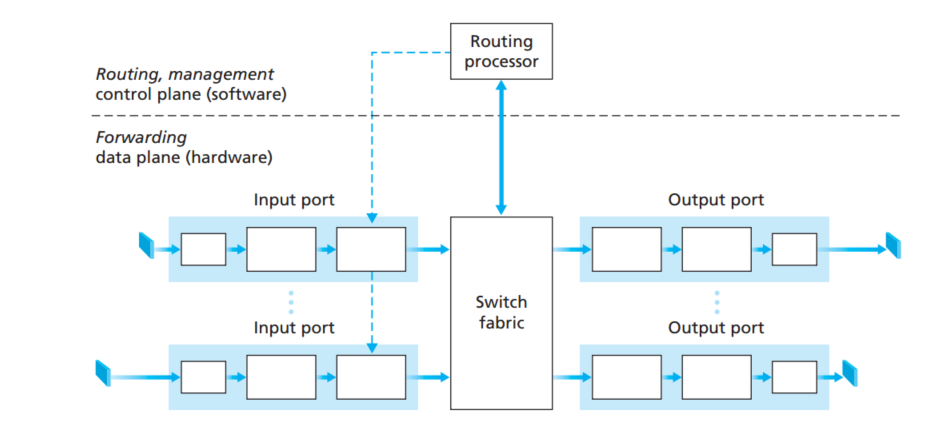 Routing
processor
Routing, management
control plane (software)
Forwarding
data plane (hardware)
Input port
Output port
Switch
fabric
Input port
Output port